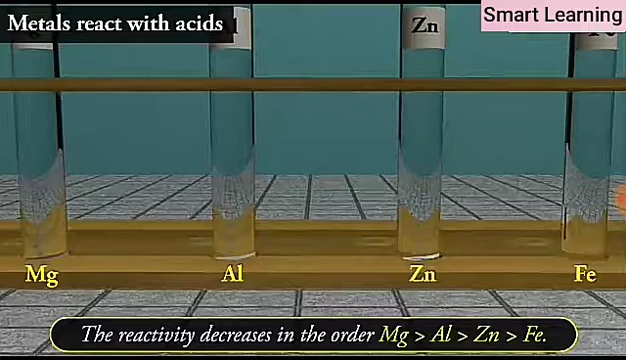 Metals react with acids
Smart Learning
Zn
Mg
Al
Zn
Fe
The reactivity decreases in the order Mg > Al > Zn > Fe.